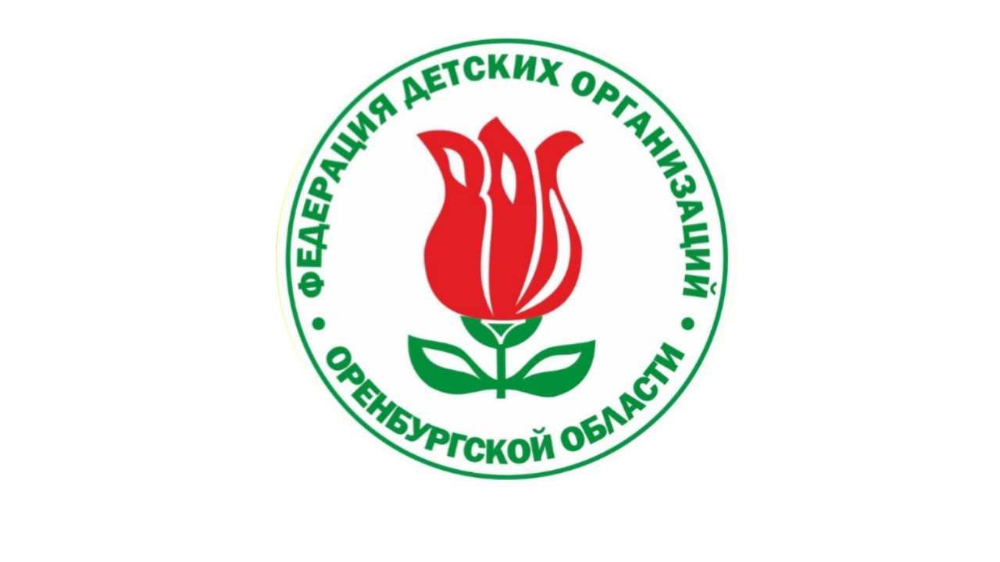 ФЕДЕРАЦИЯ ДЕТСКИХ ОРГАНИЗАЦИЙ
ОРЕНБУРГСКОЙ ОБЛАСТИ